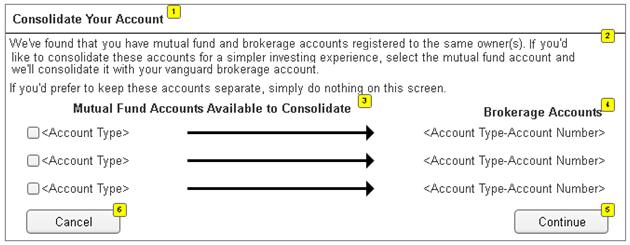 Consolidate Your Account 1
We've found that you have mutual fund and brokerage accounts registered to the same owner(s). If you'd 2
like to consolidate these accounts for a simpler investing experience, select the mutual fund account and
we'll consolidate it with your vanguard brokerage account.
If you'd prefer to keep these accounts separate, simply do nothing on this screen.
Mutual Fund Accounts Available to Consolidate 3 Brokerage Accounts 4
<Account Type> <Account Type-Account Number>
<Account Type> <Account Type-Account Number>
<Account Type> <Account Type-Account Number>
Cancel 6 Continue 5